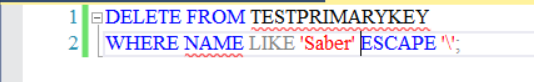 1 DELETE FROM TESTPRIMARYKEY
2 WHERE NAME LIKE 'Saber' ESCAPE '\';